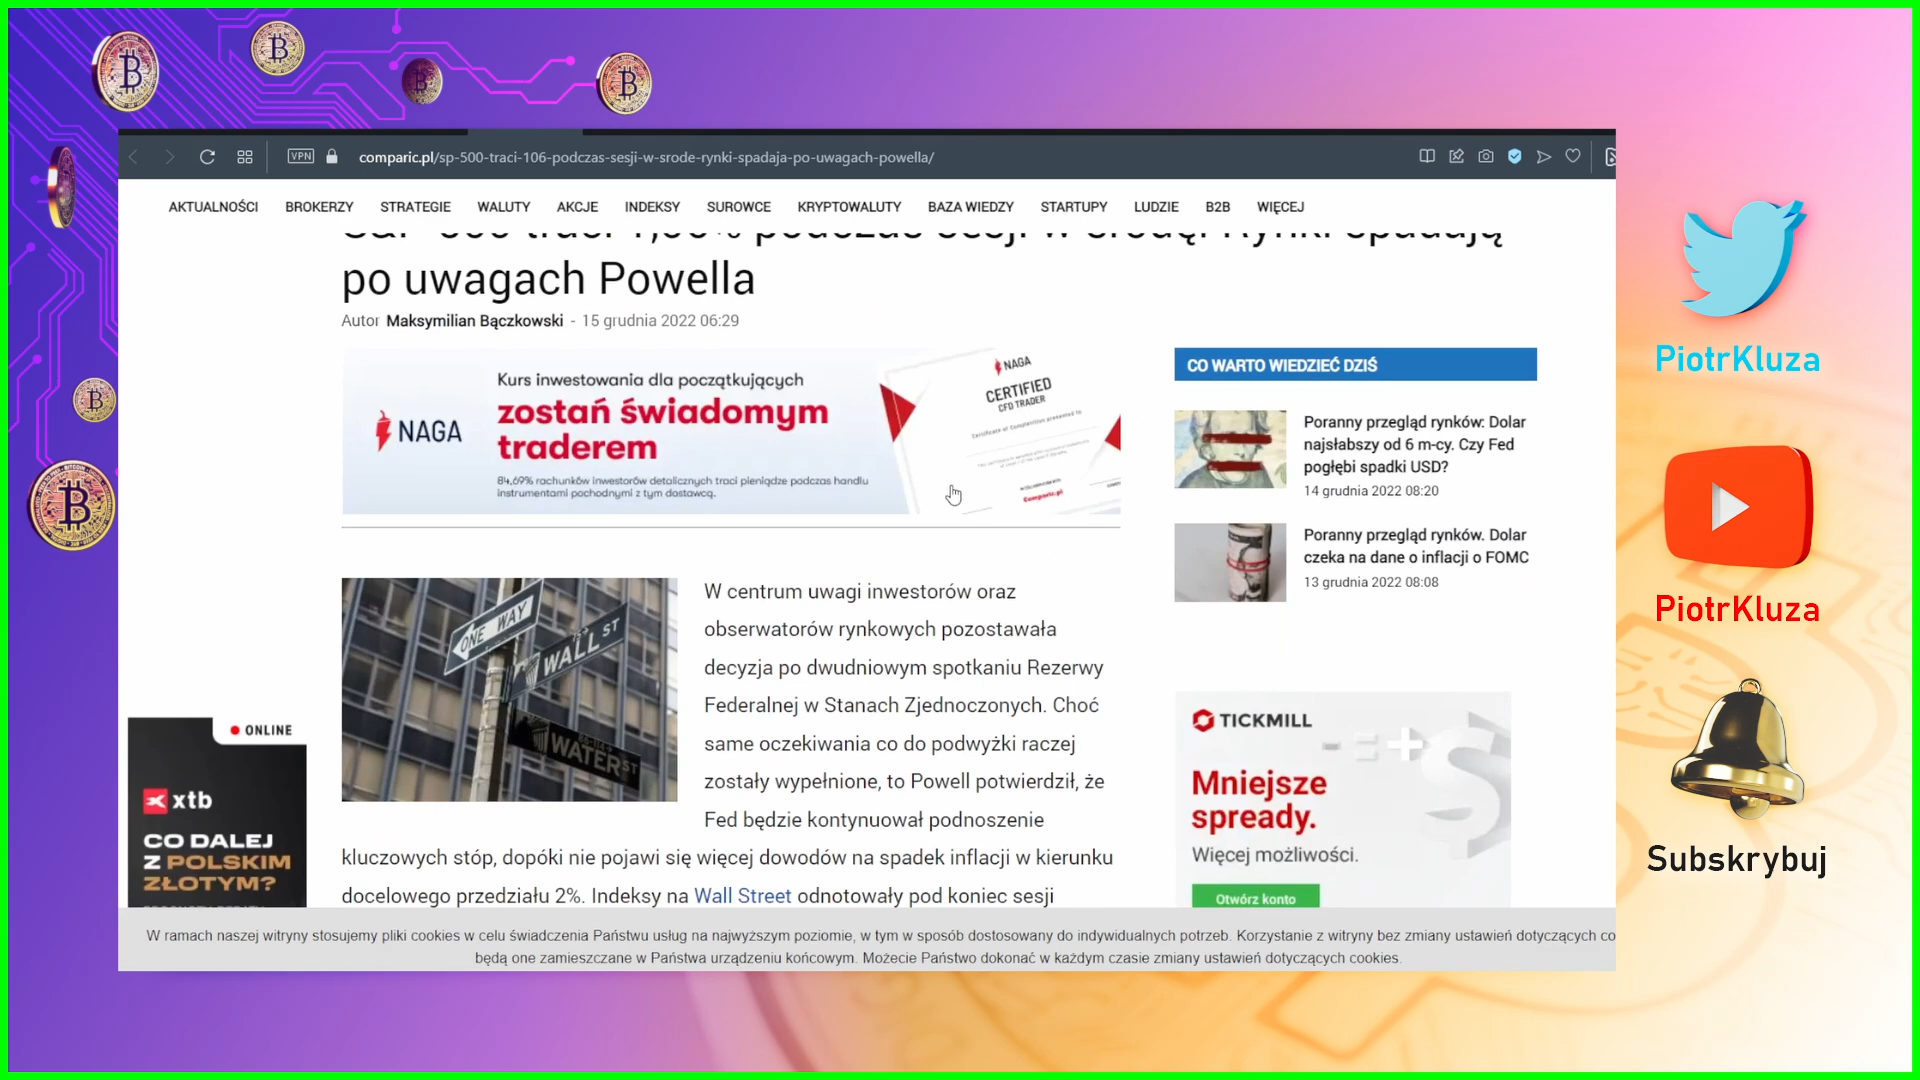 VPN
comparic.pl/sp-500-traci-106-podczas-sesji-w-srode-rynki-spadaja-po-uwagach-powella/
AKTUALNOŚCI BROKERZY STRATEGIE WALUTY AKCJE INDEKSY SUROWCE KRYPTOWALUTY BAZA WIEDZY STARTUPY LUDZIE B2B WIĘCEJ
po uwagach Powella
Autor Maksymilian Bączkowski - 15 grudnia 2022 06:29
NAGA
Kurs inwestowania dla początkujących
zostań świadomym
traderem
84,69% rachunków inwestorów detalicznych traci pieniądze podczas handlu
instrumentami pochodnymi z tym dostawcą.
NAGA
CERTIFIED
CFD TRADER
Comparic.pl
CO WARTO WIEDZIEĆ DZIŚ
Poranny przegląd rynków: Dolar
najsłabszy od 6 m-cy. Czy Fed
pogłębi spadki USD?
14 grudnia 2022 08:20
Poranny przegląd rynków. Dolar
czeka na dane o inflacji o FOMC
13 grudnia 2022 08:08
ONE WAY
WALL ST
WATER ST
W centrum uwagi inwestorów oraz
obserwatorów rynkowych pozostawała
decyzja po dwudniowym spotkaniu Rezerwy
Federalnej w Stanach Zjednoczonych. Choć
same oczekiwania co do podwyżki raczej
zostały wypełnione, to Powell potwierdził, że
Fed będzie kontynuował podnoszenie
kluczowych stóp, dopóki nie pojawi się więcej dowodów na spadek inflacji w kierunku
docelowego przedziału 2%. Indeksy na Wall Street odnotowały pod koniec sesji
ONLINE
xtb
CO DALEJ
Z POLSKIM
ZŁOTYM?
TICKMILL
Mniejsze
spready.
Więcej możliwości.
Otwórz konto
W ramach naszej witryny stosujemy pliki cookies w celu świadczenia Państwu usług na najwyższym poziomie, w tym w sposób dostosowany do indywidualnych potrzeb. Korzystanie z witryny bez zmiany ustawień dotyczących co
będą one zamieszczane w Państwa urządzeniu końcowym. Możecie Państwo dokonać w każdym czasie zmiany ustawień dotyczących cookies.
PiotrKluza
PiotrKluza
Subskrybuj